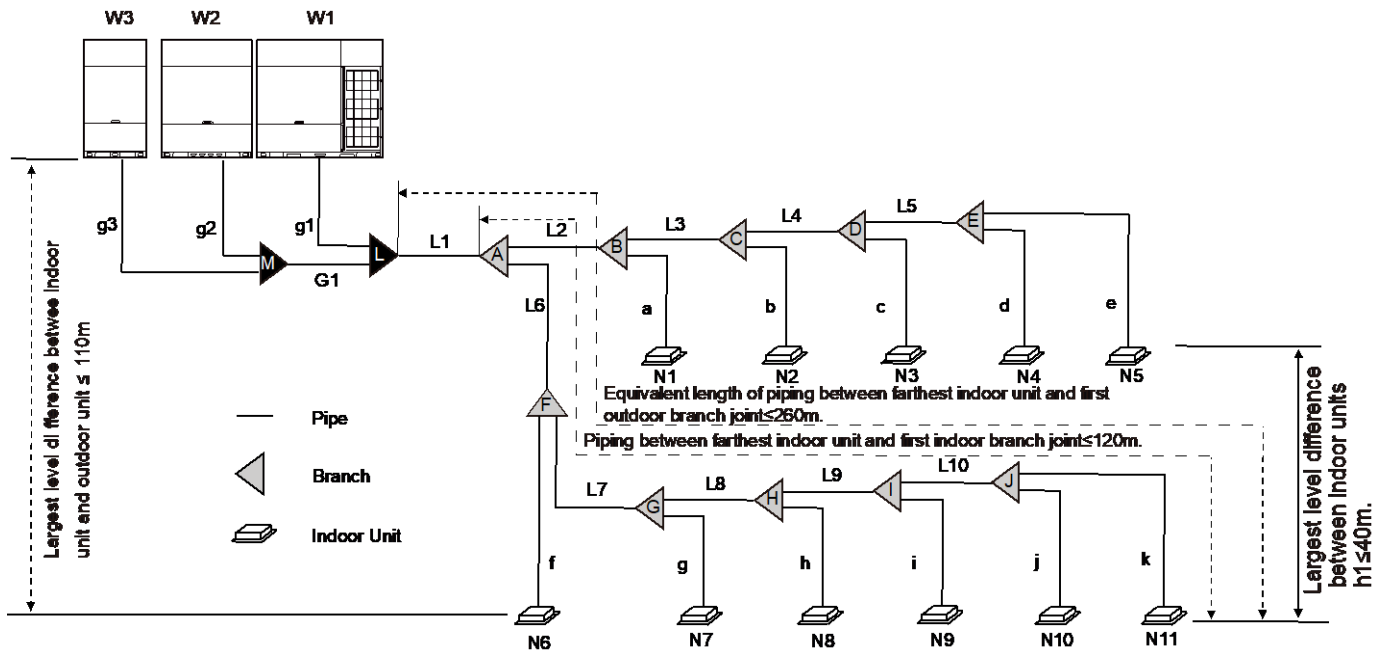 W3
W2
W1
g3
g2
g1
M
G1
L
L1
A
L2
B
L3
C
L4
D
L5
E
L6
a
b
c
d
e
N1
N2
N3
N4
N5
Equivalent length of piping between farthest indoor unit and first
outdoor branch joint≤260m.
Piping between farthest indoor unit and first indoor branch joint≤120m.
F
L7
G
L8
H
L9
I
L10
J
f
g
h
i
j
k
N6
N7
N8
N9
N10
N11
Pipe
Branch
Indoor Unit
Largest level difference betwee Indoor
unit and outdoor unit ≤ 110m
Largest level difference
between Indoor units
h1≤40m.